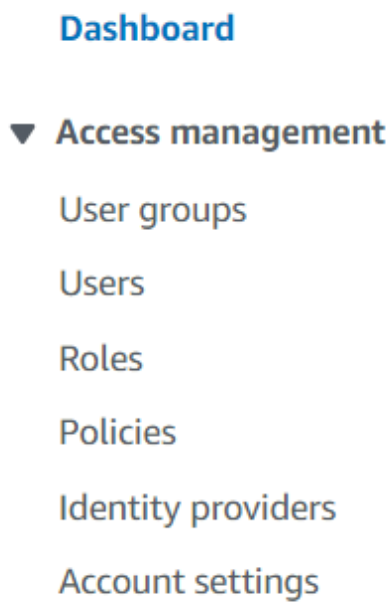 Dashboard
Access management
User groups
Users
Roles
Policies
Identity providers
Account settings